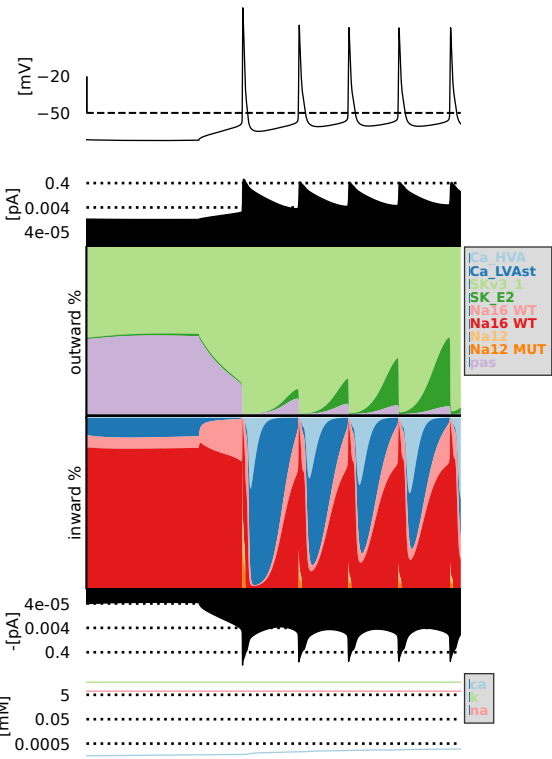 [mV]
−20
−50
[pA]
0.4
0.004
4e-05
outward %
Ca_HVA
Ca_LVAst
SKv3_1
SK_E2
Na16 WT
Na16 WT
Na12
Na12 MUT
pas
inward %
-[pA]
4e-05
0.004
0.4
[mM]
5
0.05
0.0005
ca
k
na